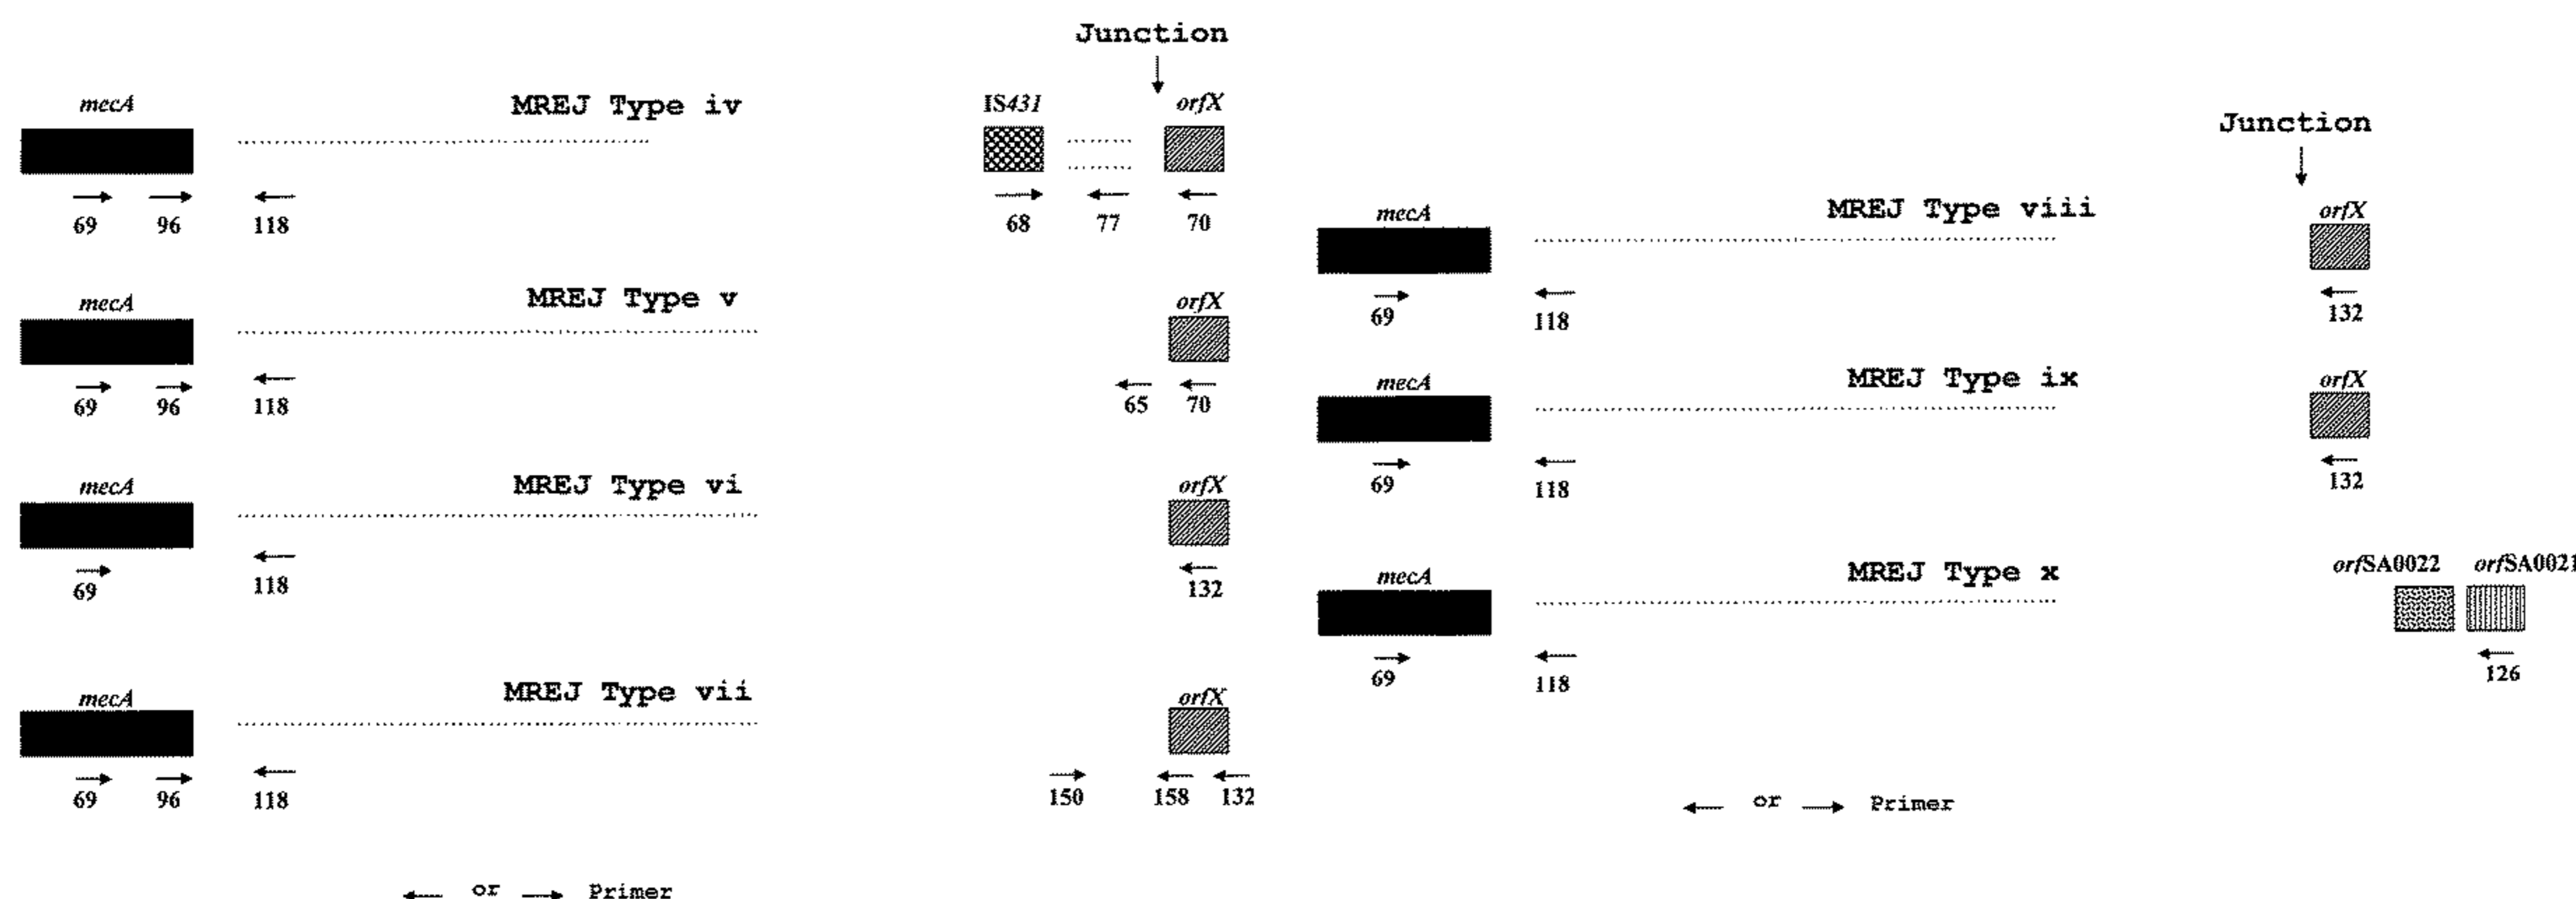 Junction
mecA MREJ Type iv IS431 orfX
69 96 118 68 77 70
mecA MREJ Type v orfX
69 96 118 65 70
mecA MREJ Type vi orfX
69 118 132
mecA MREJ Type vii orfX
69 96 118 150 158 132
or Primer
Junction
mecA MREJ Type viii orfX
69 118 132
mecA MREJ Type ix orfX
69 118 132
mecA MREJ Type x orfSA0022 orfSA0021
69 118 126
or Primer